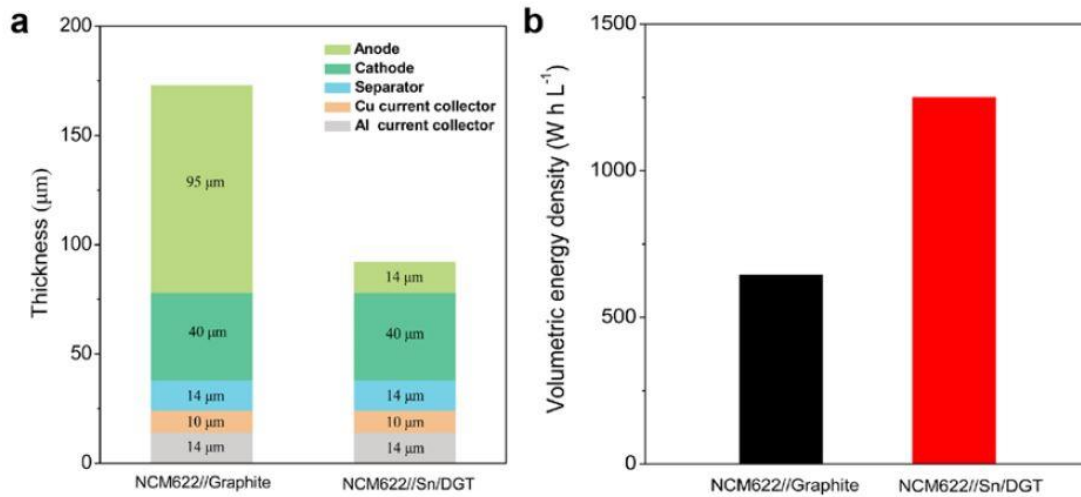 a
200
150
100
50
0
Thickness (μm)
Anode
Cathode
Separator
Cu current collector
Al current collector
95 μm
40 μm
14 μm
10 μm
14 μm
14 μm
40 μm
14 μm
10 μm
14 μm
NCM622//Graphite
NCM622//Sn/DGT
b
1500
1000
500
0
Volumetric energy density (W h L⁻¹)
NCM622//Graphite
NCM622//Sn/DGT